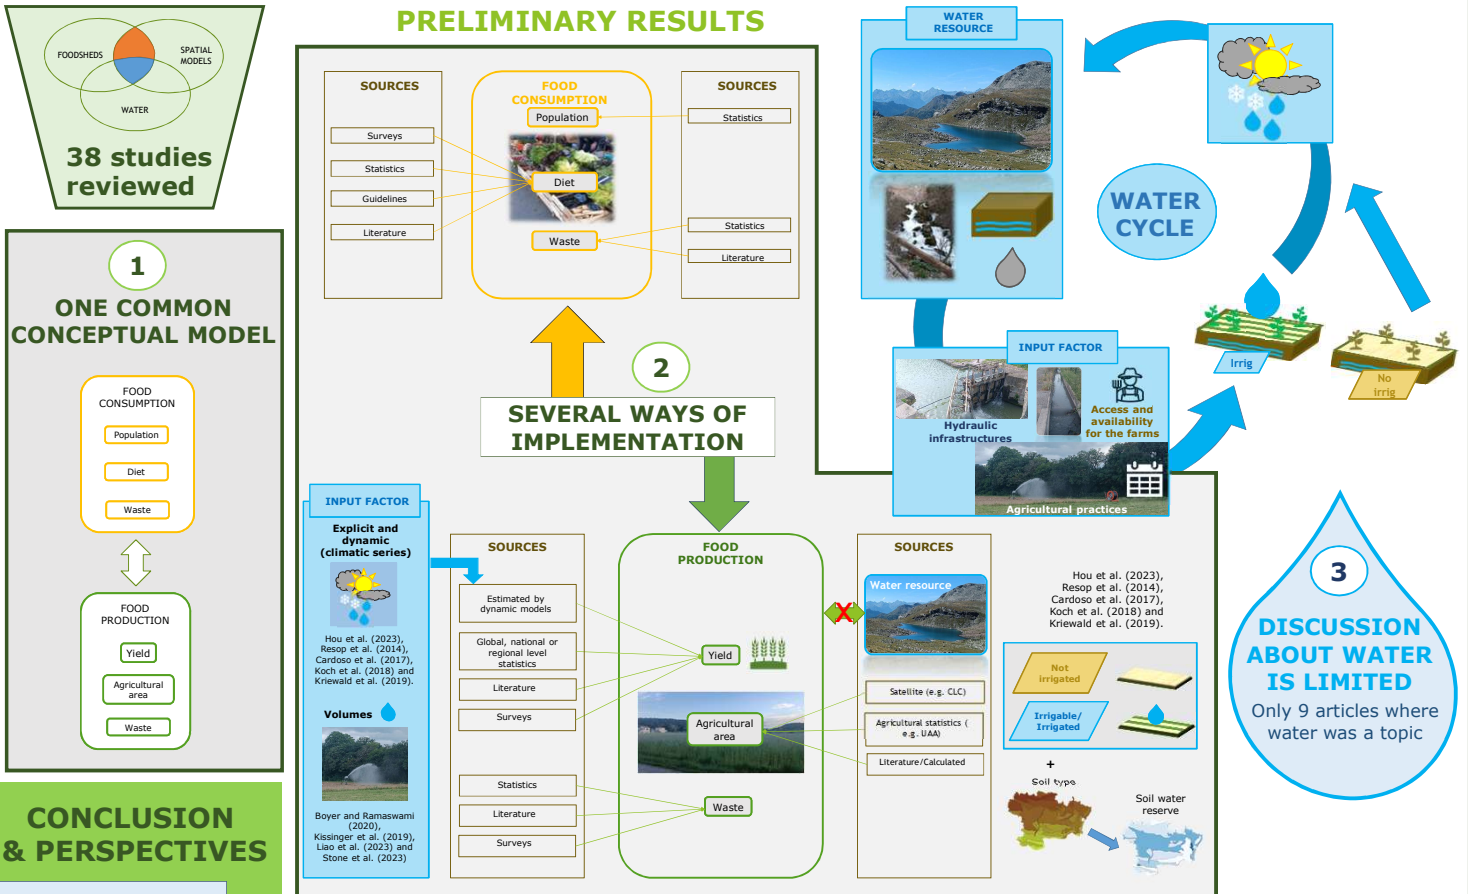 FOODSHEDS
SPATIAL
MODELS
WATER
38 studies
reviewed
1
ONE COMMON
CONCEPTUAL MODEL
FOOD
CONSUMPTION
Population
Diet
Waste
FOOD
PRODUCTION
Yield
Agricultural
area
Waste
CONCLUSION
& PERSPECTIVES
PRELIMINARY RESULTS
SOURCES
Surveys
Statistics
Guidelines
Literature
FOOD
CONSUMPTION
Population
Diet
Waste
SOURCES
Statistics
Statistics
Literature
2
SEVERAL WAYS OF
IMPLEMENTATION
INPUT FACTOR
Explicit and
dynamic
(climatic series)
Hou et al. (2023),
Resop et al. (2014),
Cardoso et al. (2017),
Koch et al. (2018) and
Kriewald et al. (2019).
Volumes
Boyer and Ramaswami
(2020),
Kissinger et al. (2019),
Liao et al. (2023) and
Stone et al. (2023)
SOURCES
Estimated by
dynamic models
Global, national or
regional level
statistics
Literature
Surveys
Statistics
Literature
Surveys
FOOD
PRODUCTION
Yield
Agricultural
area
Waste
X
SOURCES
Water resource
Satellite (e.g. CLC)
Agricultural statistics (
e.g. UAA)
Literature/Calculated
Hou et al. (2023),
Resop et al. (2014),
Cardoso et al. (2017),
Koch et al. (2018) and
Kriewald et al. (2019).
Not
irrigated
Irrigable/
Irrigated
+
Soil type
Soil water
reserve
WATER
RESOURCE
WATER
CYCLE
INPUT FACTOR
Hydraulic
infrastructures
Access and
availability
for the farms
Agricultural practices
Irrig
No
irrig
3
DISCUSSION
ABOUT WATER
IS LIMITED
Only 9 articles where
water was a topic